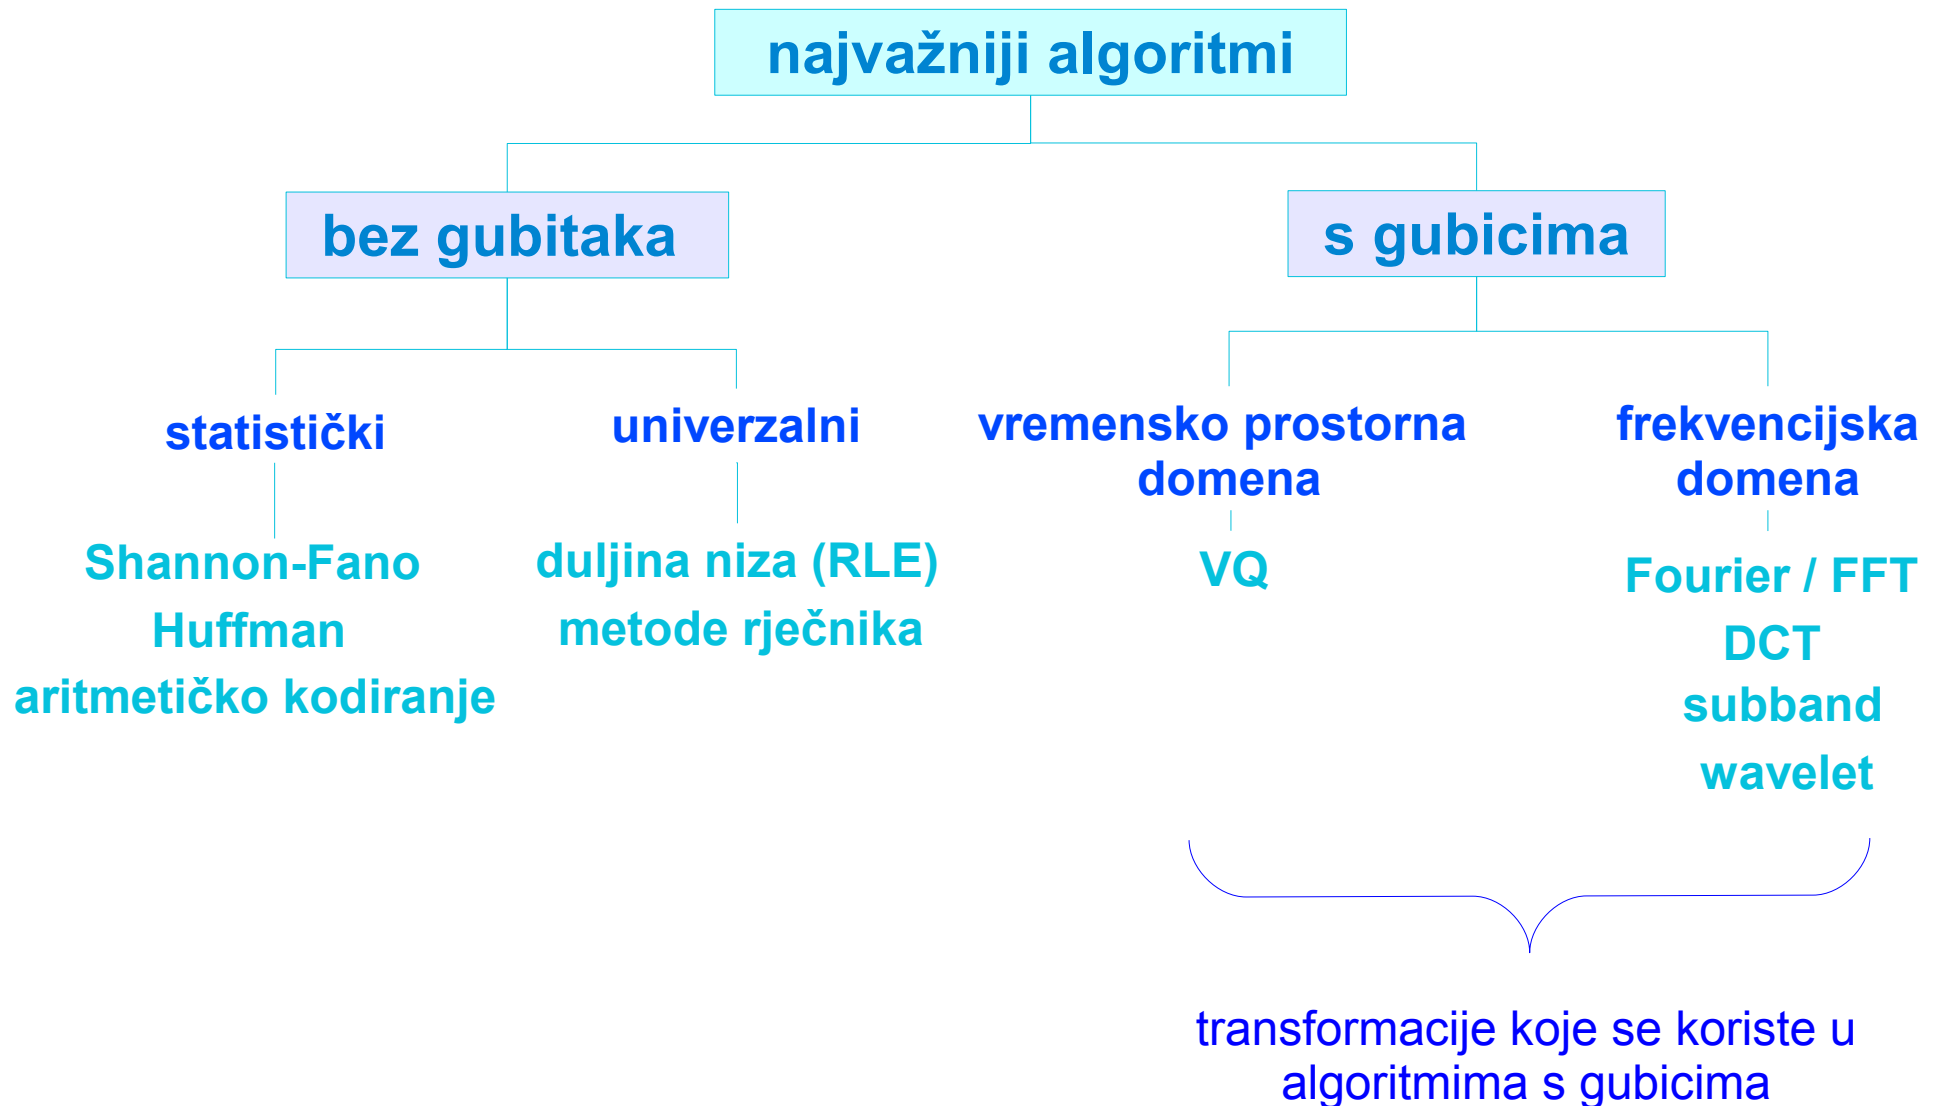 najvažniji algoritmi
bez gubitaka
s gubicima
statistički
univerzalni
vremensko prostorna
domena
frekvencijska
domena
Shannon-Fano
Huffman
aritmetičko kodiranje
duljina niza (RLE)
metode rječnika
VQ
Fourier / FFT
DCT
subband
wavelet
transformacije koje se koriste u
algoritmima s gubicima